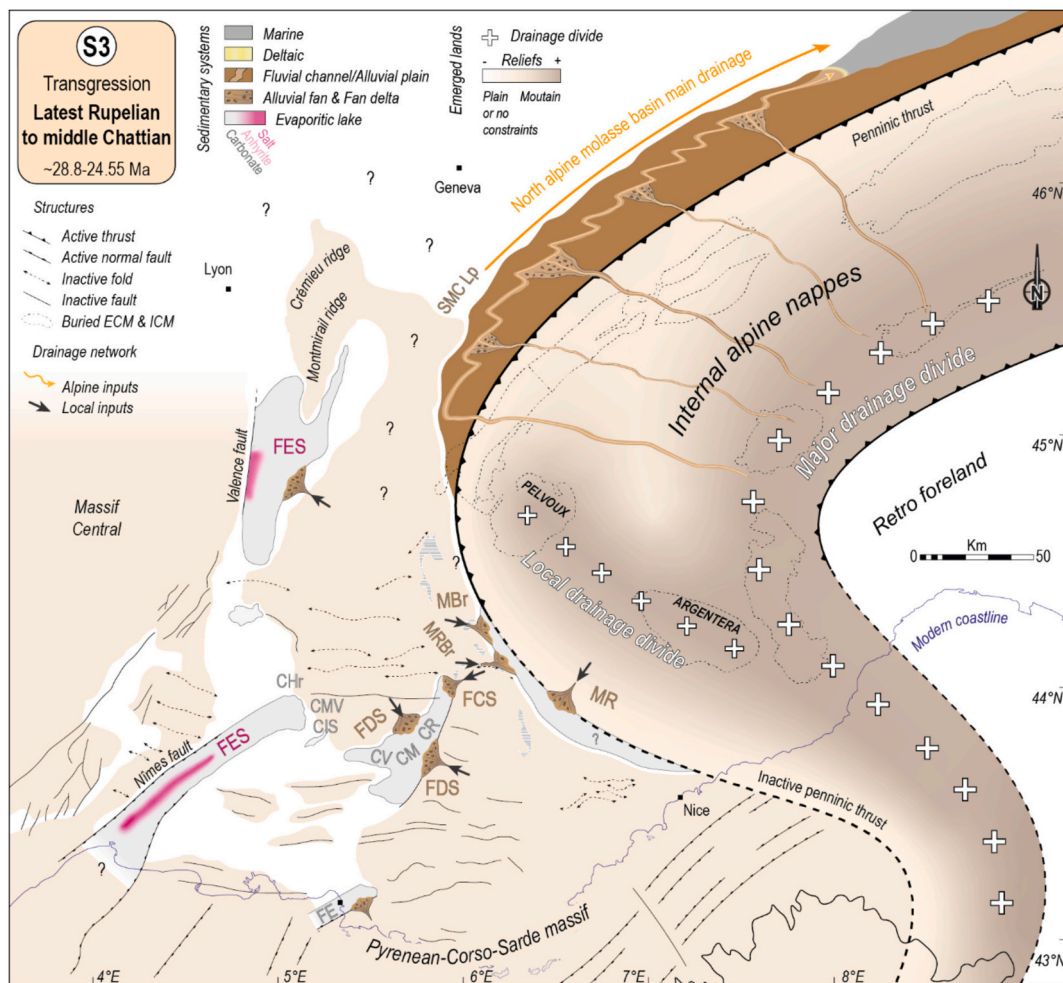 S3
Transgression
Latest Rupelian
to middle Chattian
~28.8-24.55 Ma
Sedimentary systems
Marine
Deltaic
Fluvial channel/Alluvial plain
Alluvial fan & Fan delta
Evaporitic lake
Salt
Anhyrite
Carbonate
Emerged lands
Drainage divide
- Reliefs +
Plain Moutain
or no
constraints
Structures
Active thrust
Active normal fault
Inactive fold
Inactive fault
Buried ECM & ICM
Drainage network
Alpine inputs
Local inputs
North alpine molasse basin main drainage
Penninic thrust
46°N
?
Geneva
?
Lyon
Crémieu ridge
SMC Lp
?
N
Montmirail ridge
?
Internal alpine nappes
Major drainage divide
45°N
FES
Valence fault
?
?
Massif
Central
PELVOUX
Retro foreland
Km
0 50
?
Local drainage divide
ARGENTERA
MBr
MRBr
Modern coastline
CHr
FCS
MR
44°N
CMV
CIS
FDS
CR
CM
CV
FES
Nîmes fault
?
FDS
Inactive penninic thrust
Nice
?
FE
Pyrenean-Corso-Sarde massif
4°E
5°E
6°E
7°E
8°E
43°N